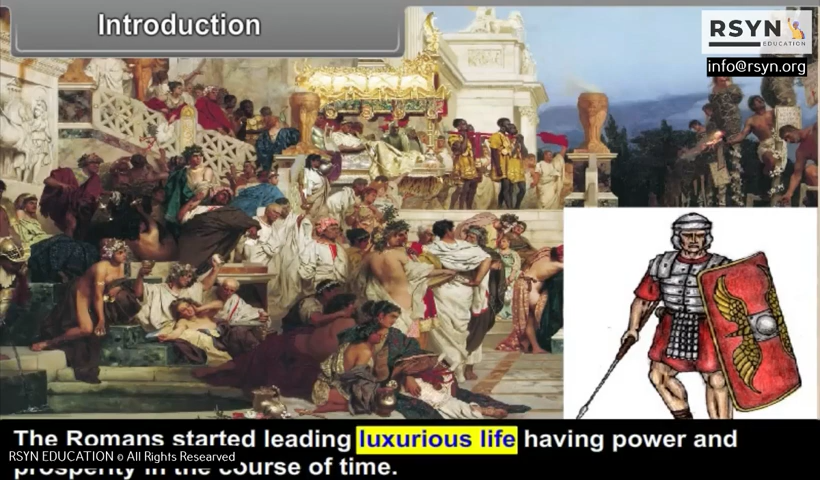 Introduction
RSYN
EDUCATION
info@rsyn.org
The Romans started leading luxurious life having power and
RSYN EDUCATION © All Rights Researved
prosperity in the course of time.